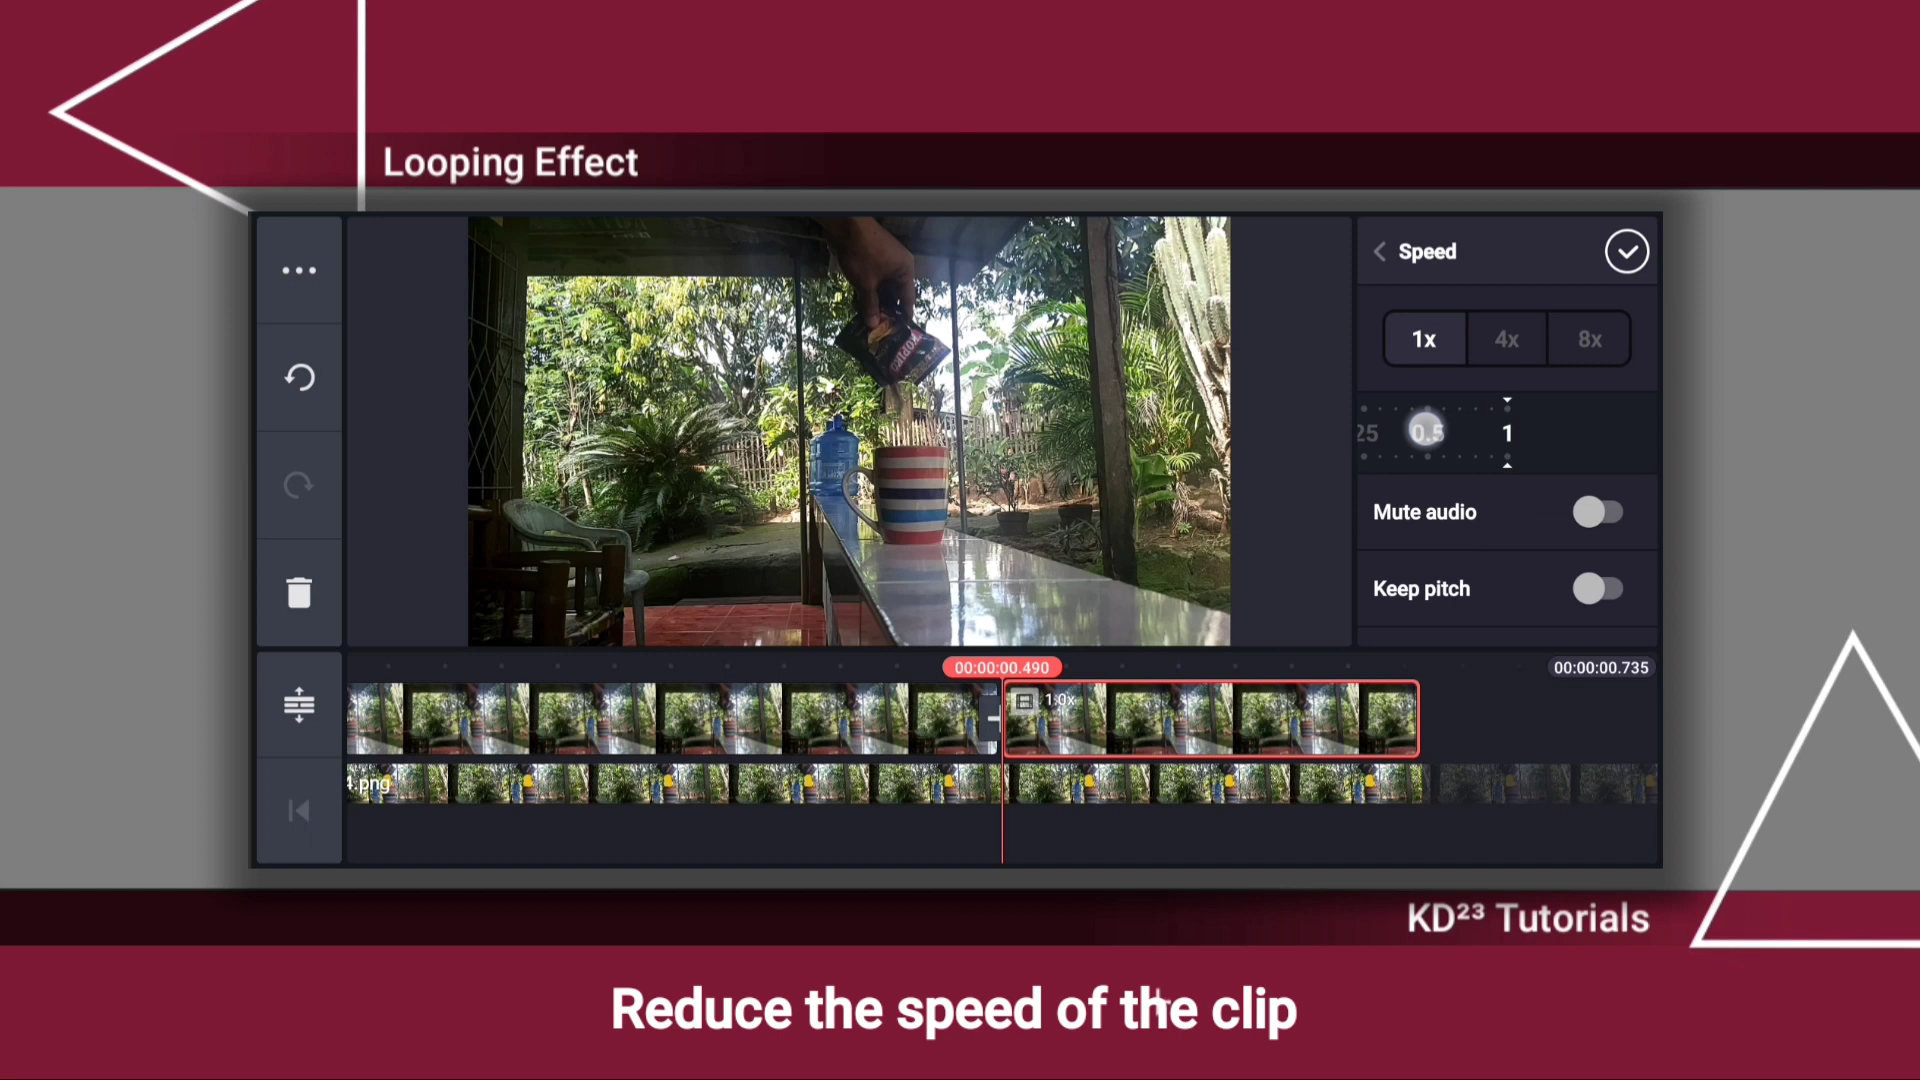 Looping Effect
Speed
1x 4x 8x
25 0.5 1
Mute audio
Keep pitch
00:00:00.490
00:00:00.735
1.0x
4.png
KD²³ Tutorials
Reduce the speed of the clip